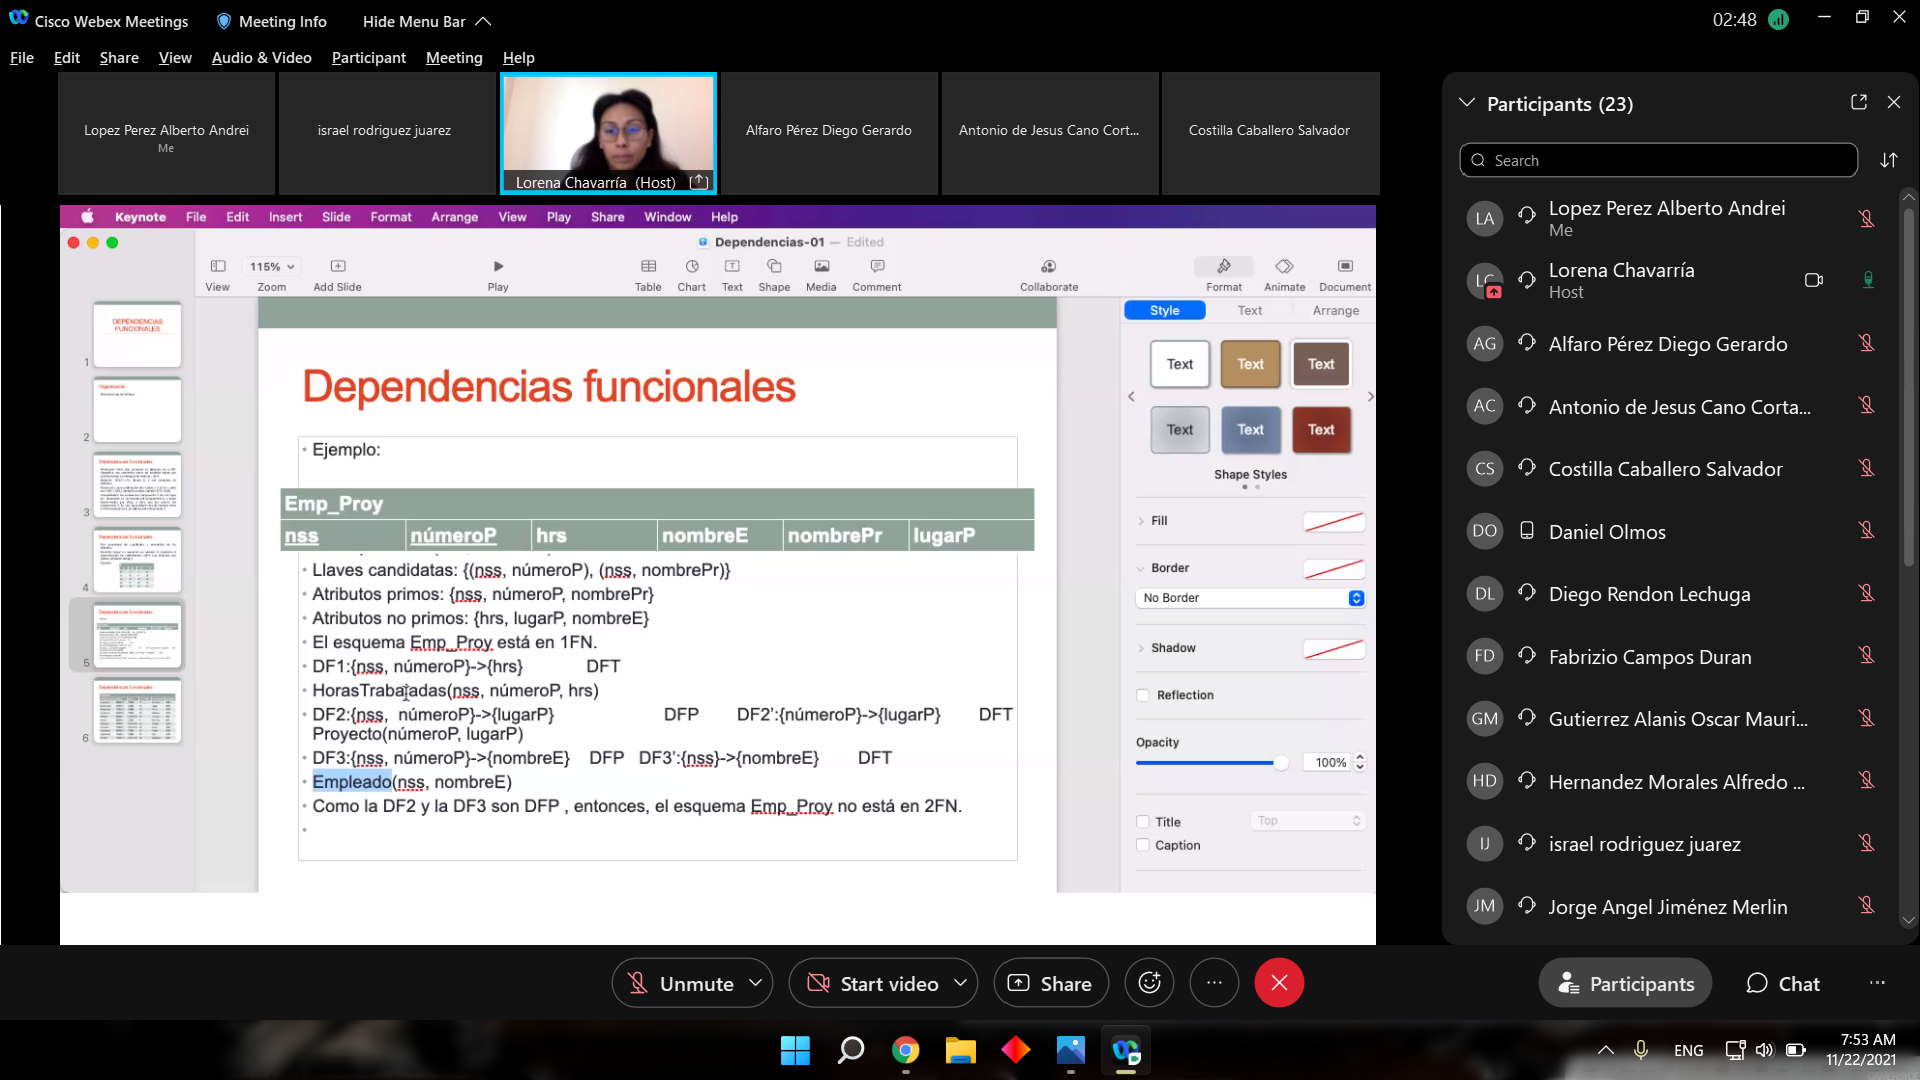 Cisco Webex Meetings
Meeting Info
Hide Menu Bar
02:48
File Edit Share View Audio & Video Participant Meeting Help
Lopez Perez Alberto Andrei
Me
israel rodriguez juarez
Lorena Chavarría (Host)
Alfaro Pérez Diego Gerardo
Antonio de Jesus Cano Cort...
Costilla Caballero Salvador
Keynote File Edit Insert Slide Format Arrange View Play Share Window Help
Dependencias-01 — Edited
115%
View Zoom Add Slide Play Table Chart Text Shape Media Comment Collaborate Format Animate Document
DEPENDENCIAS
FUNCIONALES
1
2
3
4
5
6
Dependencias funcionales
• Ejemplo:
Emp_Proy
nss númeroP hrs nombreE nombrePr lugarP
• Llaves candidatas: {(nss, númeroP), (nss, nombrePr)}
• Atributos primos: {nss, númeroP, nombrePr}
• Atributos no primos: {hrs, lugarP, nombreE}
• El esquema Emp_Proy está en 1FN.
• DF1:{nss, númeroP}->{hrs} DFT
• HorasTrabajadas(nss, númeroP, hrs)
• DF2:{nss, númeroP}->{lugarP} DFP DF2':{númeroP}->{lugarP} DFT
Proyecto(númeroP, lugarP)
• DF3:{nss, númeroP}->{nombreE} DFP DF3':{nss}->{nombreE} DFT
• Empleado(nss, nombreE)
• Como la DF2 y la DF3 son DFP , entonces, el esquema Emp_Proy no está en 2FN.
•
Style Text Arrange
Text Text Text
Text Text Text
Shape Styles
Fill
Border
No Border
Shadow
Reflection
Opacity
100%
Title
Top
Caption
Participants (23)
Search
LA Lopez Perez Alberto Andrei
Me
LC Lorena Chavarría
Host
AG Alfaro Pérez Diego Gerardo
AC Antonio de Jesus Cano Corta...
CS Costilla Caballero Salvador
DO Daniel Olmos
DL Diego Rendon Lechuga
FD Fabrizio Campos Duran
GM Gutierrez Alanis Oscar Mauri...
HD Hernandez Morales Alfredo ...
IJ israel rodriguez juarez
JM Jorge Angel Jiménez Merlin
Unmute
Start video
Share
Participants
Chat
ENG
7:53 AM
11/22/2021